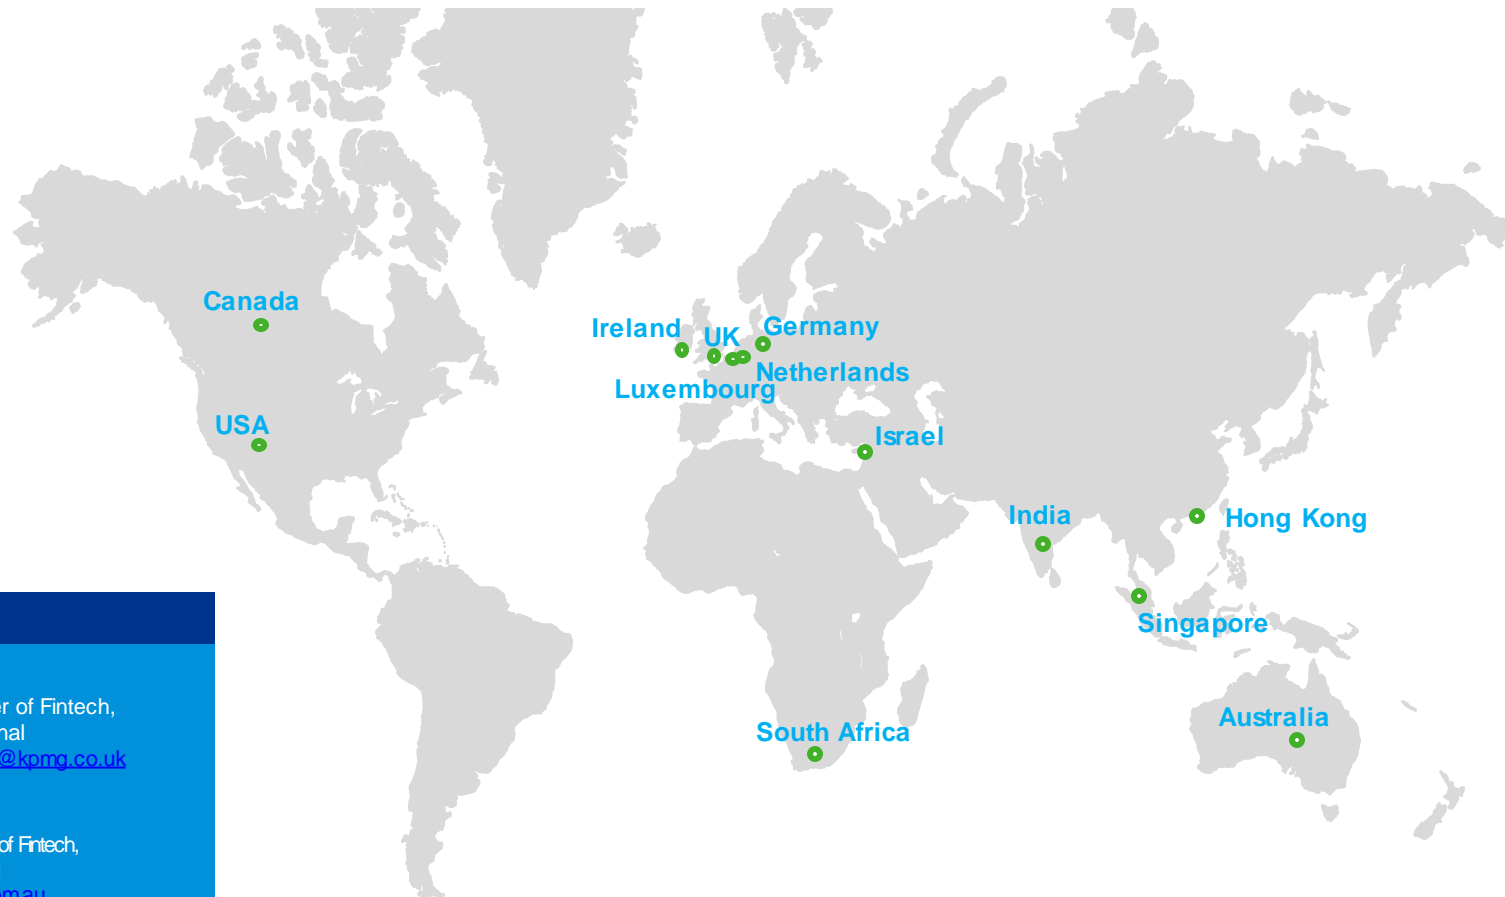 Canada
Ireland
UK
Germany
Netherlands
Luxembourg
USA
Israel
India
Hong Kong
Singapore
South Africa
Australia
of Fintech,
@kpmg.co.uk
of Fintech,